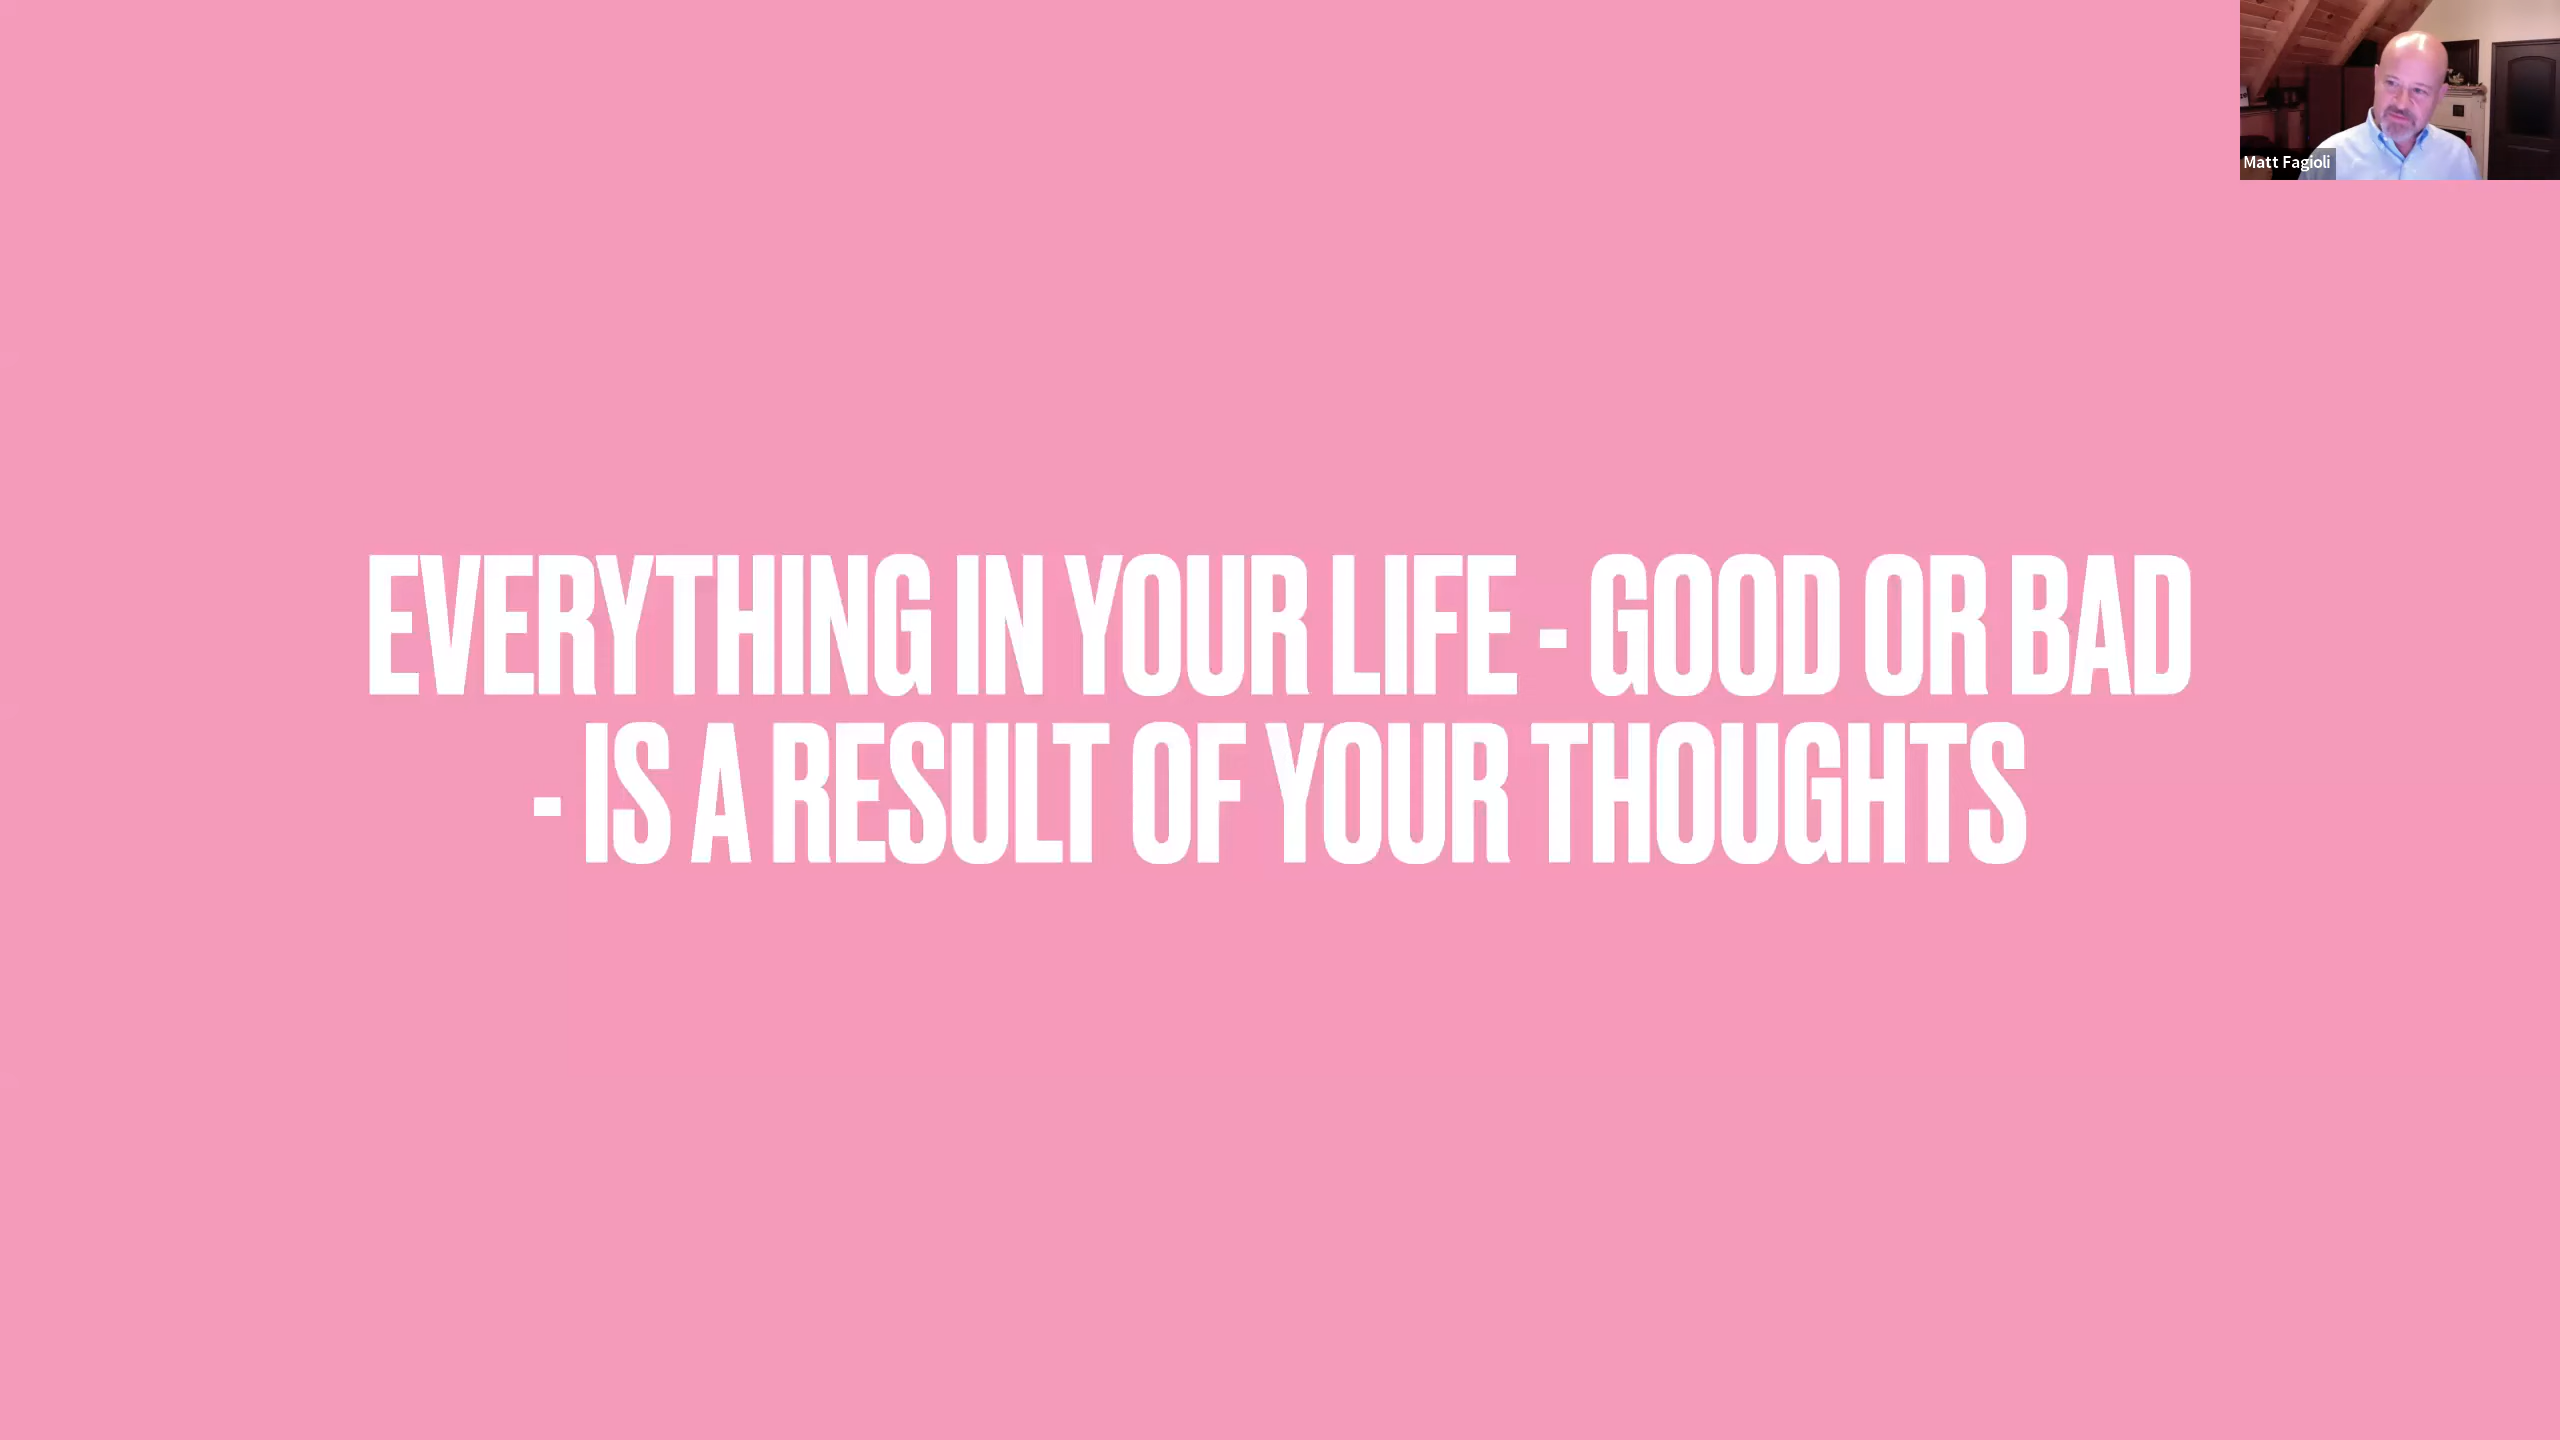 Matt Fagioli
EVERYTHING IN YOUR LIFE - GOOD OR BAD
- IS A RESULT OF YOUR THOUGHTS